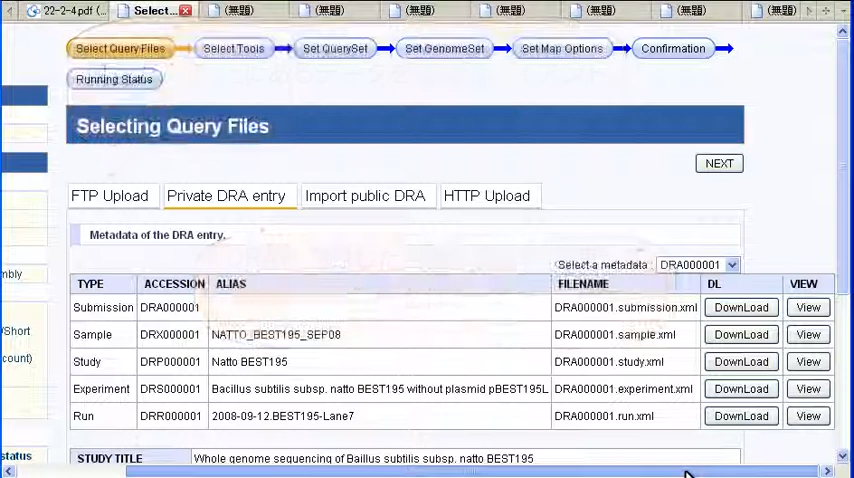 22-2-4.pdf (
Select...
(無題)
(無題)
(無題)
(無題)
(無題)
(無題)
(無題)
Select Query Files
Select Tools
Set QuerySet
Set GenomeSet
Set Map Options
Confirmation
Running Status
Selecting Query Files
NEXT
FTP Upload
Private DRA entry
Import public DRA
HTTP Upload
Metadata of the DRA entry.
Select a metadata : DRA000001
TYPE ACCESSION ALIAS FILENAME DL VIEW
Submission DRA000001 DRA000001.submission.xml DownLoad View
Sample DRX000001 NATTO_BEST195_SEP08 DRA000001.sample.xml DownLoad View
Study DRP000001 Natto BEST195 DRA000001.study.xml DownLoad View
Experiment DRS000001 Bacillus subtilis subsp. natto BEST195 without plasmid pBEST195L DRA000001.experiment.xml DownLoad View
Run DRR000001 2008-09-12.BEST195-Lane7 DRA000001.run.xml DownLoad View
STUDY TITLE Whole genome sequencing of Baillus subtilis subsp. natto BEST195
mbly
/Short
count)
status